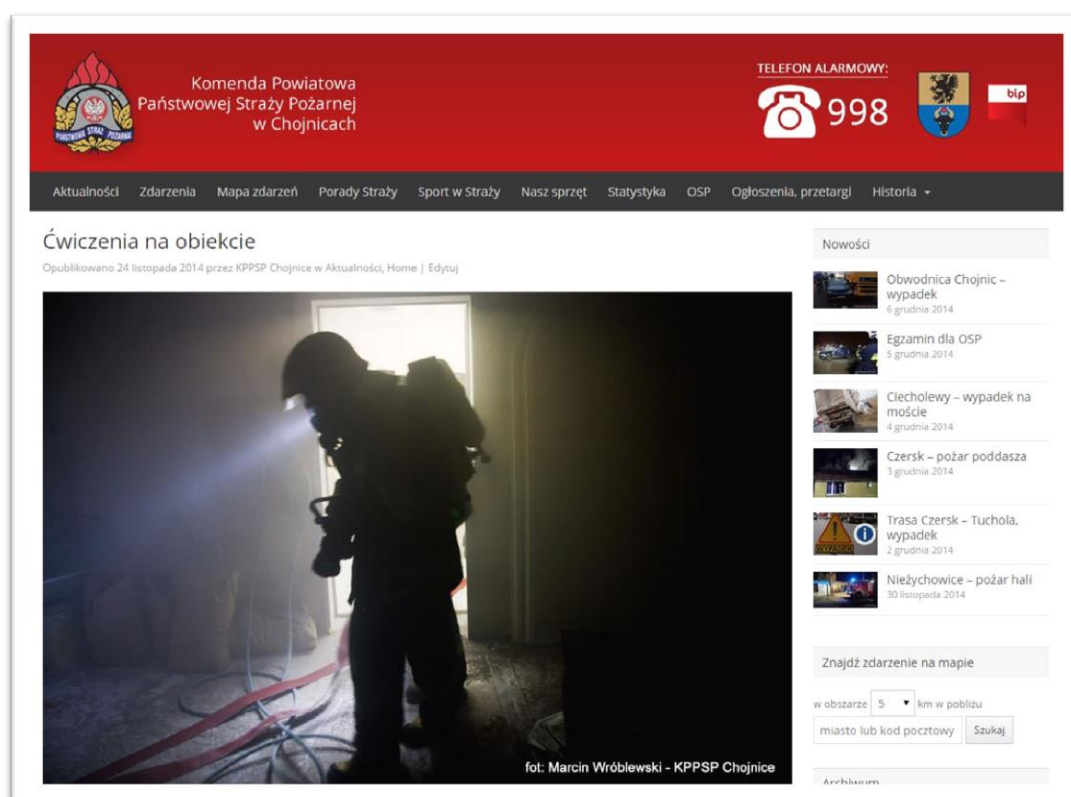 Komenda Powiatowa
Państwowej Straży Pożarnej
w Chojnicach
PAŃSTWOWA STRAŻ POŻARNA
TELEFON ALARMOWY:
998
bip
Aktualności Zdarzenia Mapa zdarzeń Porady Straży Sport w Straży Nasz sprzęt Statystyka OSP Ogłoszenia, przetargi Historia
Ćwiczenia na obiekcie
Opublikowano 24 listopada 2014 przez KPPSP Chojnice w Aktualności, Home | Edytuj
fot: Marcin Wróblewski - KPPSP Chojnice
Nowości
Obwodnica Chojnic –
wypadek
6 grudnia 2014
Egzamin dla OSP
5 grudnia 2014
Ciecholewy – wypadek na
moście
4 grudnia 2014
Czersk – pożar poddasza
3 grudnia 2014
Trasa Czersk – Tuchola,
wypadek
2 grudnia 2014
WYPADEK
Nieżychowice – pożar hali
30 listopada 2014
Znajdź zdarzenie na mapie
w obszarze 5 km w pobliżu
miasto lub kod pocztowy Szukaj
Archiwum